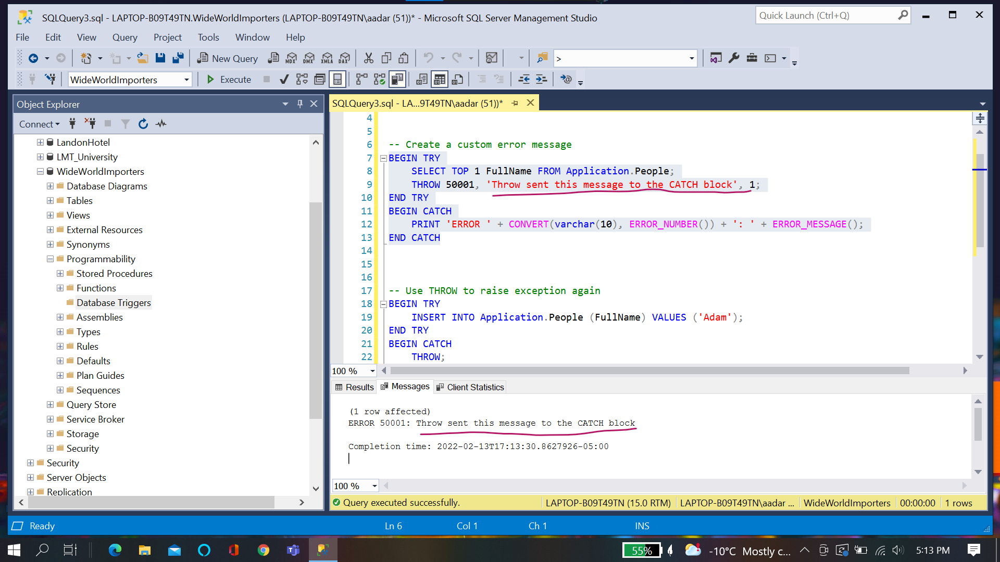 SQLQuery3.sql - LAPTOP-B09T49TN.WideWorldImporters (LAPTOP-B09T49TN\aadar (51))* - Microsoft SQL Server Management Studio
Quick Launch (Ctrl+Q)
File Edit View Query Project Tools Window Help
New Query MDX DMX XMLA DAX >
WideWorldImporters Execute
Object Explorer
Connect
LandonHotel
LMT_University
WideWorldImporters
Database Diagrams
Tables
Views
External Resources
Synonyms
Programmability
Stored Procedures
Functions
Database Triggers
Assemblies
Types
Rules
Defaults
Plan Guides
Sequences
Query Store
Service Broker
Storage
Security
Security
Server Objects
Replication
SQLQuery3.sql - LA...9T49TN\aadar (51))*
4
5
6 -- Create a custom error message
7 BEGIN TRY
8 SELECT TOP 1 FullName FROM Application.People;
9 THROW 50001, 'Throw sent this message to the CATCH block', 1;
10 END TRY
11 BEGIN CATCH
12 PRINT 'ERROR ' + CONVERT(varchar(10), ERROR_NUMBER()) + ': ' + ERROR_MESSAGE();
13 END CATCH
14
15
16
17 -- Use THROW to raise exception again
18 BEGIN TRY
19 INSERT INTO Application.People (FullName) VALUES ('Adam');
20 END TRY
21 BEGIN CATCH
22 THROW;
100 %
Results Messages Client Statistics
(1 row affected)
ERROR 50001: Throw sent this message to the CATCH block
Completion time: 2022-02-13T17:13:30.8627926-05:00
100 %
Query executed successfully. LAPTOP-B09T49TN (15.0 RTM) LAPTOP-B09T49TN\aadar ... WideWorldImporters 00:00:00 1 rows
Ready Ln 6 Col 1 Ch 1 INS
55% -10°C Mostly c... 5:13 PM